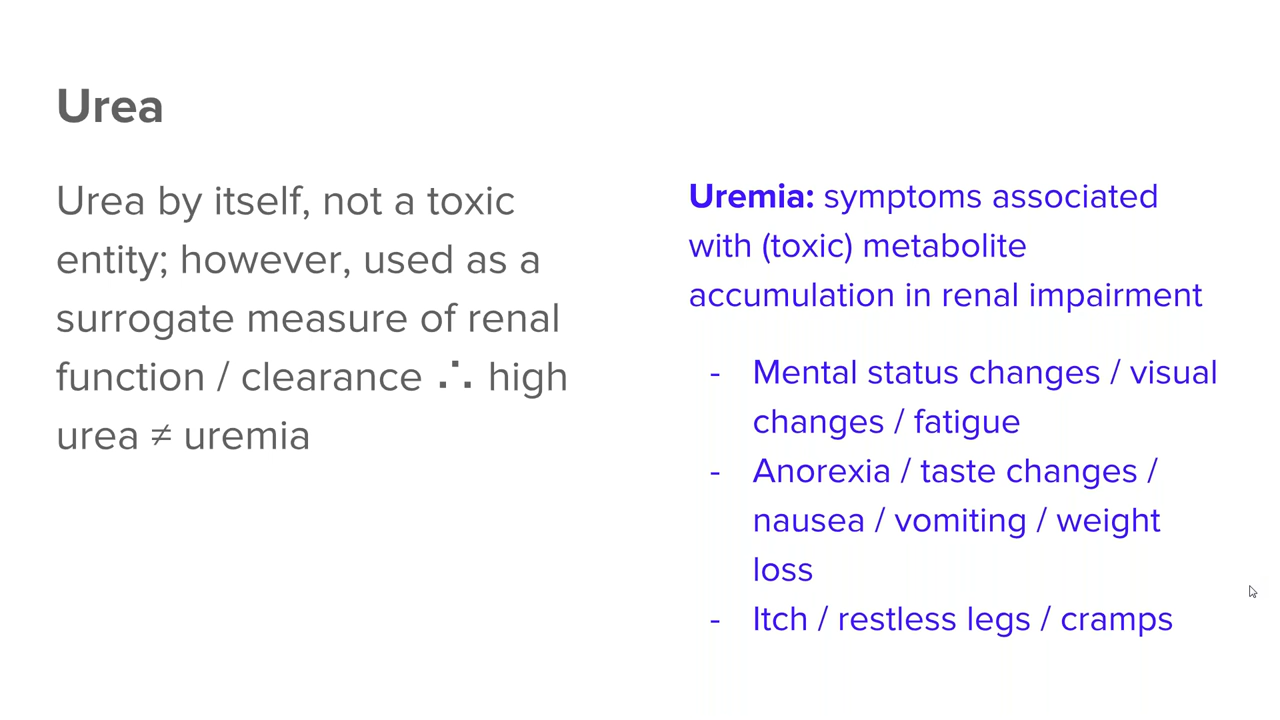 Urea
Urea by itself, not a toxic
entity; however, used as a
surrogate measure of renal
function / clearance ∴ high
urea ≠ uremia
Uremia: symptoms associated
with (toxic) metabolite
accumulation in renal impairment
- Mental status changes / visual
changes / fatigue
- Anorexia / taste changes /
nausea / vomiting / weight
loss
- Itch / restless legs / cramps